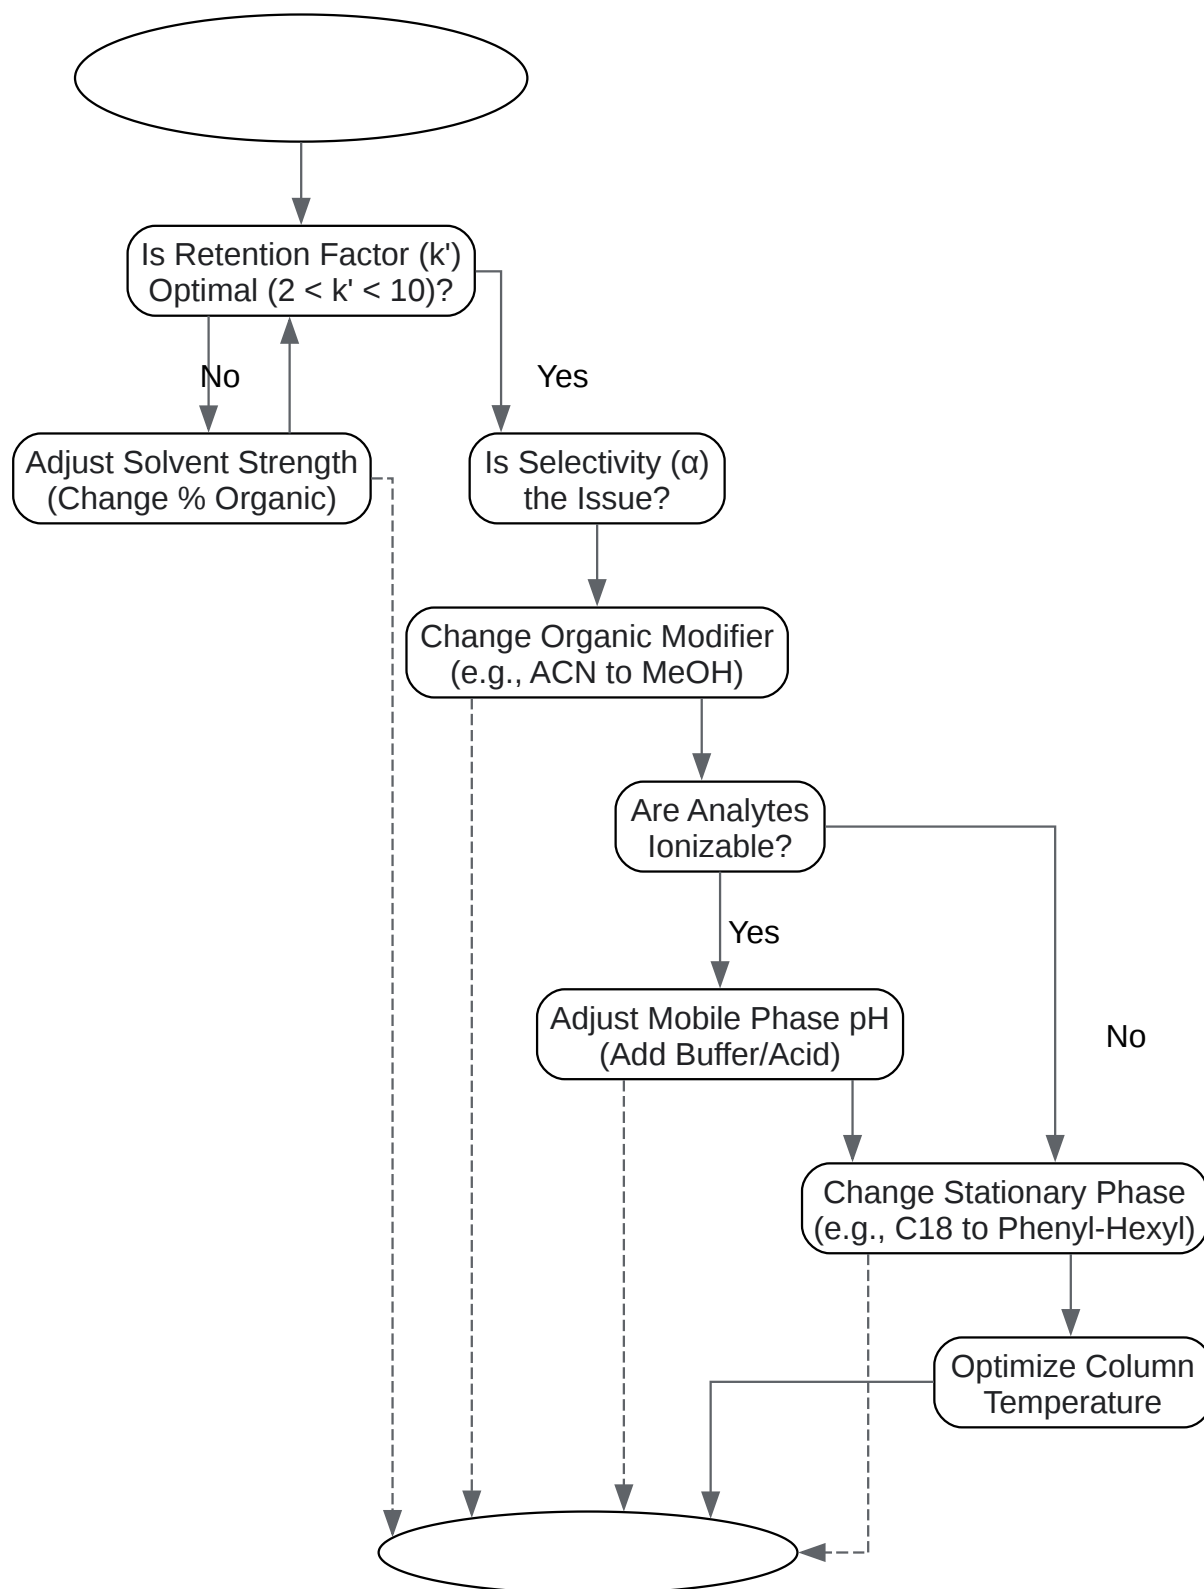 Is Retention Factor (k')
Optimal (2 < k' < 10)?
No
Yes
Adjust Solvent Strength
(Change % Organic)
Is Selectivity (α)
the Issue?
Change Organic Modifier
(e.g., ACN to MeOH)
Are Analytes
Ionizable?
Yes
Adjust Mobile Phase pH
(Add Buffer/Acid)
No
Change Stationary Phase
(e.g., C18 to Phenyl-Hexyl)
Optimize Column
Temperature